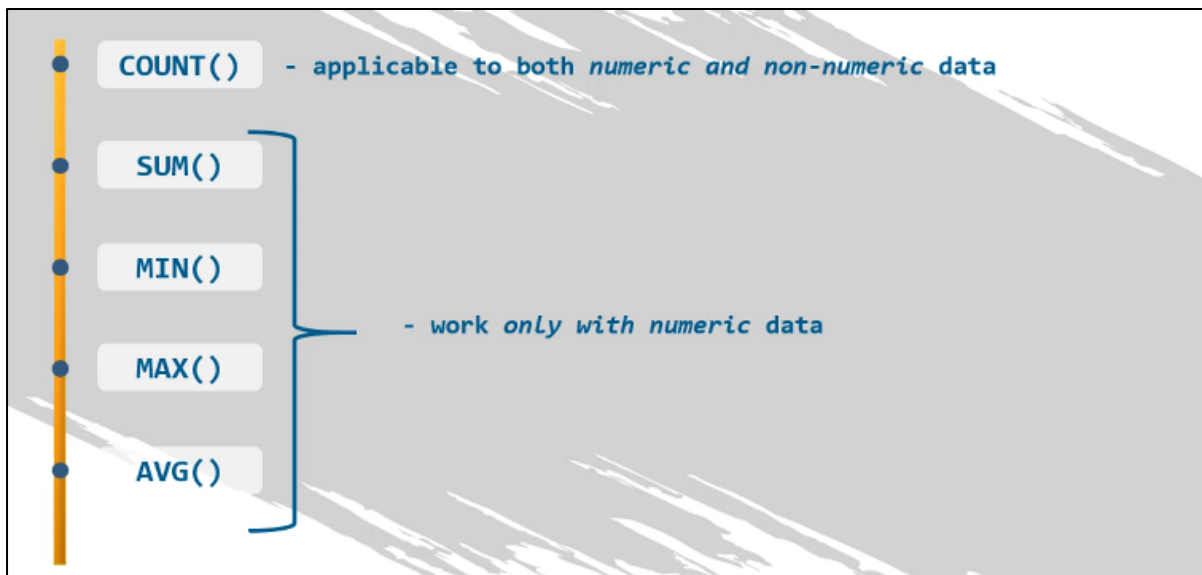 COUNT() - applicable to both numeric and non-numeric data
SUM()
MIN()
- work only with numeric data
MAX()
AVG()